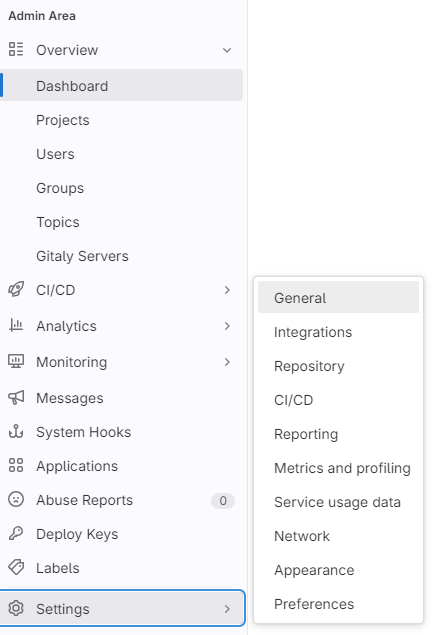 Admin Area
Overview
Dashboard
Projects
Users
Groups
Topics
Gitaly Servers
CI/CD
Analytics
Monitoring
Messages
System Hooks
Applications
Abuse Reports 0
Deploy Keys
Labels
Settings
General
Integrations
Repository
CI/CD
Reporting
Metrics and profiling
Service usage data
Network
Appearance
Preferences